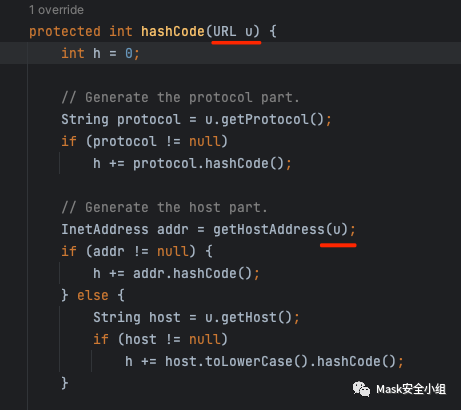 1 override
protected int hashCode(URL u) {
int h = 0;
// Generate the protocol part.
String protocol = u.getProtocol();
if (protocol != null)
h += protocol.hashCode();
// Generate the host part.
InetAddress addr = getHostAddress(u);
if (addr != null) {
h += addr.hashCode();
} else {
String host = u.getHost();
if (host != null)
h += host.toLowerCase().hashCode();
}
Mask安全小组